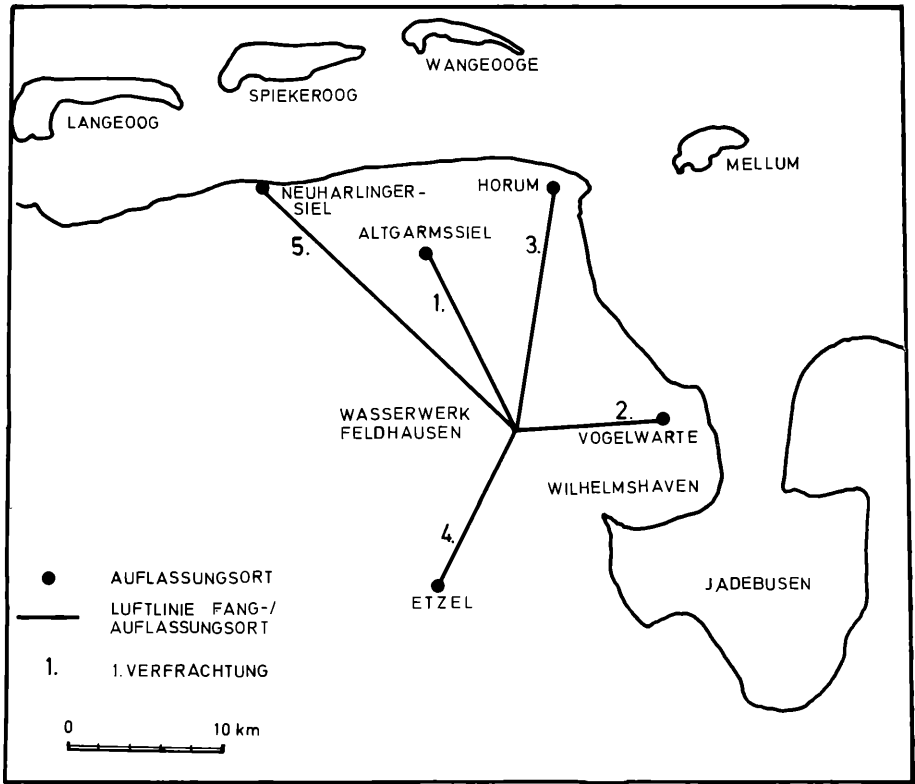 WANGEOOGE
SPIEKEROOG
LANGEOOG
MELLUM
NEUHARLINGER-
SIEL
HORUM
ALTGARMSSIEL
5.
3.
1.
WASSERWERK
FELDHAUSEN
2.
VOGELWARTE
WILHELMSHAVEN
4.
ETZEL
JADEBUSEN
AUFLASSUNGSORT
LUFTLINIE FANG-/
AUFLASSUNGSORT
1. 1. VERFRACHTUNG
0 10 km